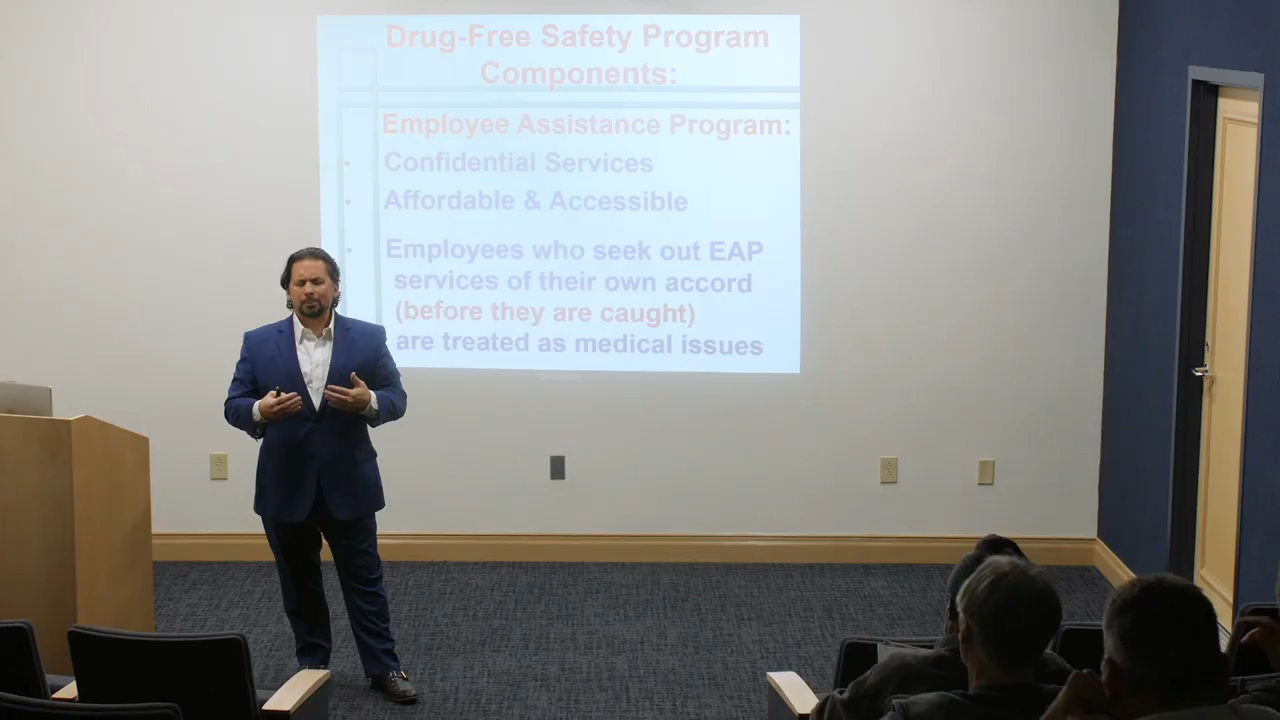 Drug-Free Safety Program
Components:
Employee Assistance Program:
Confidential Services
Affordable & Accessible
Employees who seek out EAP
services of their own accord
(before they are caught)
are treated as medical issues